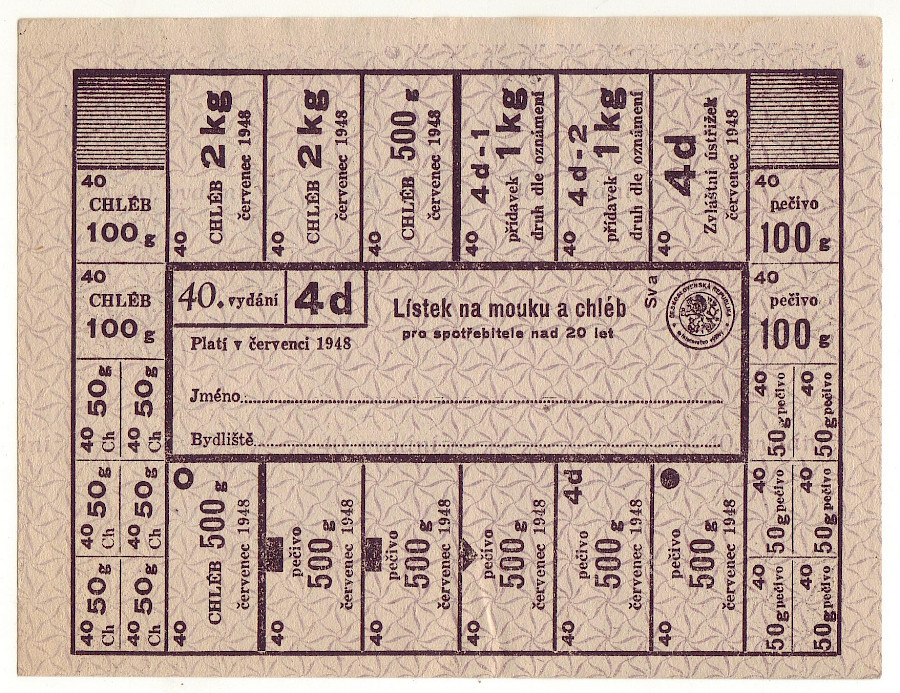 40
CHLÉB
100 g
40
CHLÉB 2 kg
červenec 1948
40
CHLÉB 2 kg
červenec 1948
40
CHLÉB 500 g
červenec 1948
40
4d-1
přídavek 1 kg
druh dle oznámení
40
4d-2
přídavek 1 kg
druh dle oznámení
40
4d
Zvláštní ústřižek
červenec 1948
40
pečivo
100 g
40
CHLÉB
100 g
40. vydání
4d
Lístek na mouku a chléb
pro spotřebitele nad 20 let
Sva
ČESKOSLOVENSKÁ REPUBLIKA
Platí v červenci 1948
Jméno
Bydliště
40
pečivo
100 g
40 50 g
Ch
40 50 g
Ch
40 50 g
Ch
40 50 g
Ch
40 50 g
Ch
40 50 g
Ch
40
CHLÉB 500 g
červenec 1948
40
pečivo
500 g
červenec 1948
40
pečivo
500 g
červenec 1948
40
pečivo
500 g
červenec 1948
40
4d
pečivo
500 g
červenec 1948
40
pečivo
500 g
červenec 1948
40
50 g pečivo
40
50 g pečivo
40
50 g pečivo
40
50 g pečivo
40
50 g pečivo
40
50 g pečivo